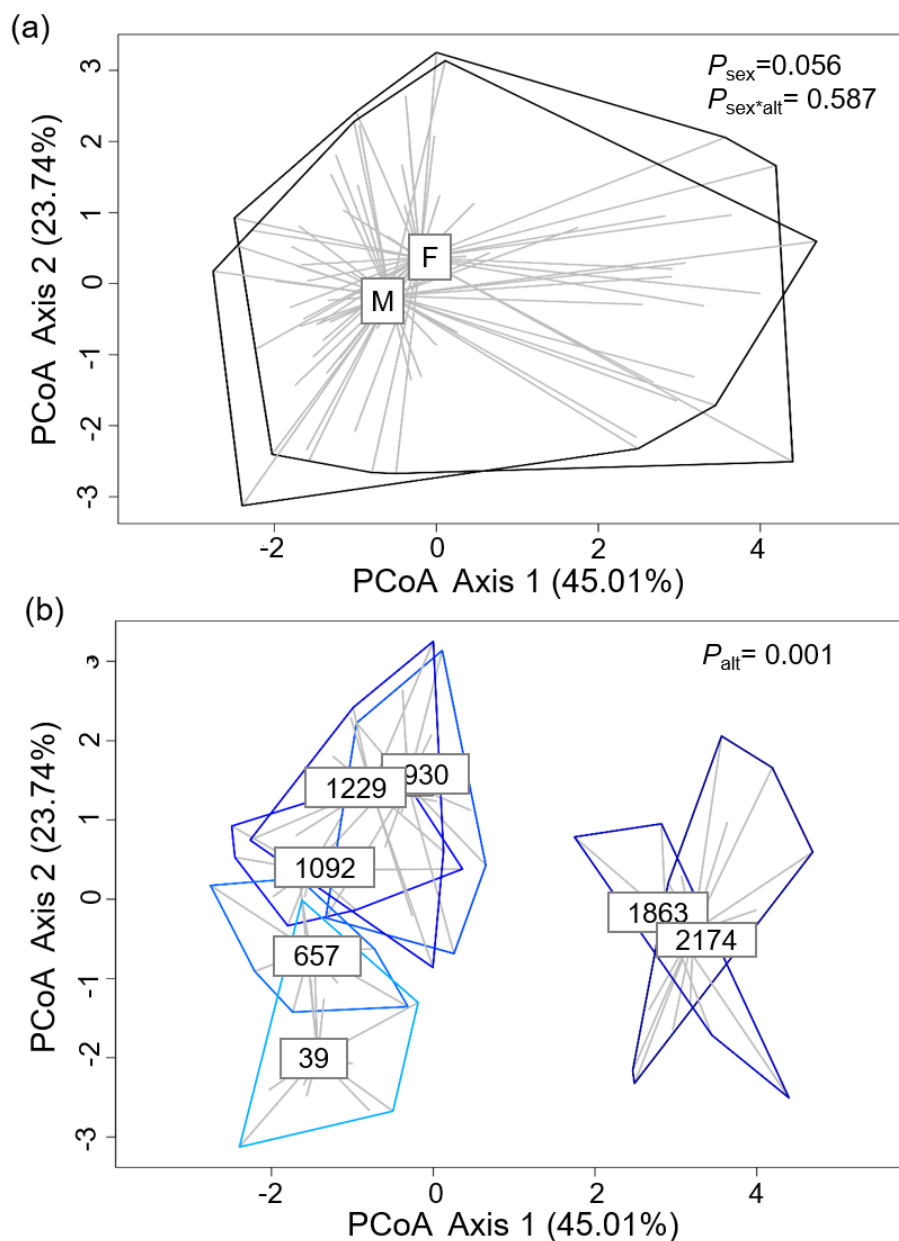 (a)
P_sex=0.056
P_sex*alt= 0.587
PCoA Axis 2 (23.74%)
3
2
1
0
-1
-2
-3
F
M
-2
0
2
4
PCoA Axis 1 (45.01%)
(b)
P_alt= 0.001
PCoA Axis 2 (23.74%)
3
2
1
0
-1
-2
-3
930
1229
1092
657
39
1863
2174
-2
0
2
4
PCoA Axis 1 (45.01%)